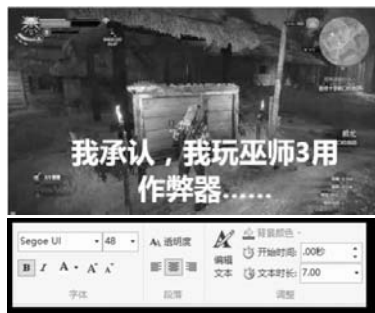 我承认，我玩巫师3用
作弊器……
Segoe UI 48 透明度 背景颜色
编辑文本 开始时间: .00秒
B I A A A 文本时长: 7.00
字体 段落 调整